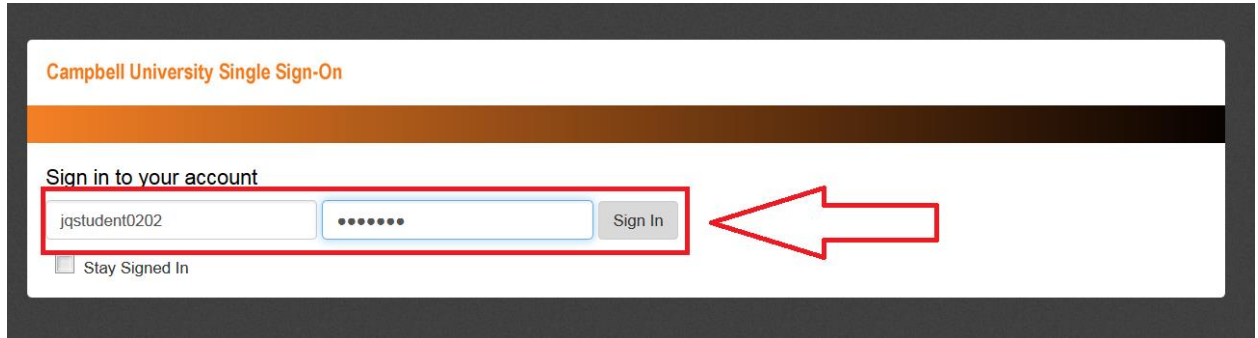 Campbell University Single Sign-On
Sign in to your account
jqstudent0202 ●●●●●●● Sign In
Stay Signed In